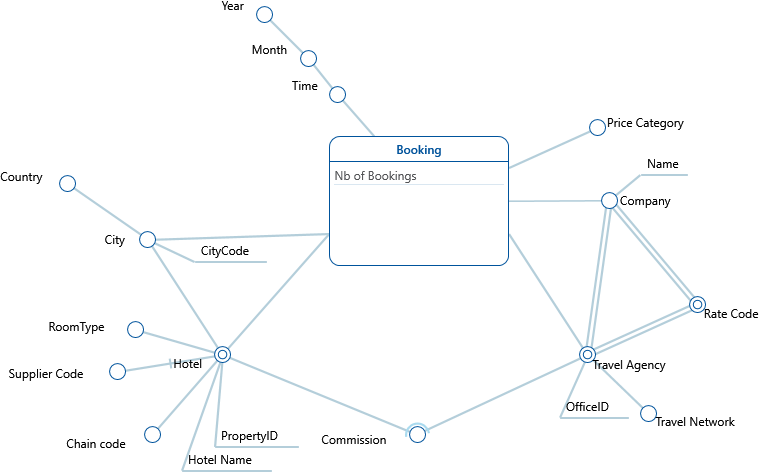 Year
Month
Time
Price Category
Booking
Nb of Bookings
Name
Country
Company
City
CityCode
Rate Code
RoomType
Hotel
Travel Agency
Supplier Code
OfficeID
Travel Network
PropertyID
Commission
Chain code
Hotel Name